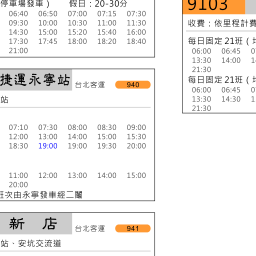 停車場發車)　假日：20-30分
06:40 06:50 07:00 07:15 07:30
09:30 10:00 10:30 11:00 11:30
14:30 15:00 15:20 15:40 16:00
17:30 17:45 18:00 18:20 18:40
21:00
捷運永寧站 台北客運 940
站
07:10 07:30 08:00 08:30 09:00
12:00 13:00 14:00 15:00 15:30
18:30 19:00 19:00 19:30 20:00
11:00 12:00 13:00 14:00 15:00
20:00
班次由永寧發車經二闈
新店 台北客運 941
站、安坑交流道
9103
收費：依里程計費
每日固定21班
06:00 06:45
13:30 14:00
21:30
每日固定21班
06:00 06:45
13:30 14:30
21:30